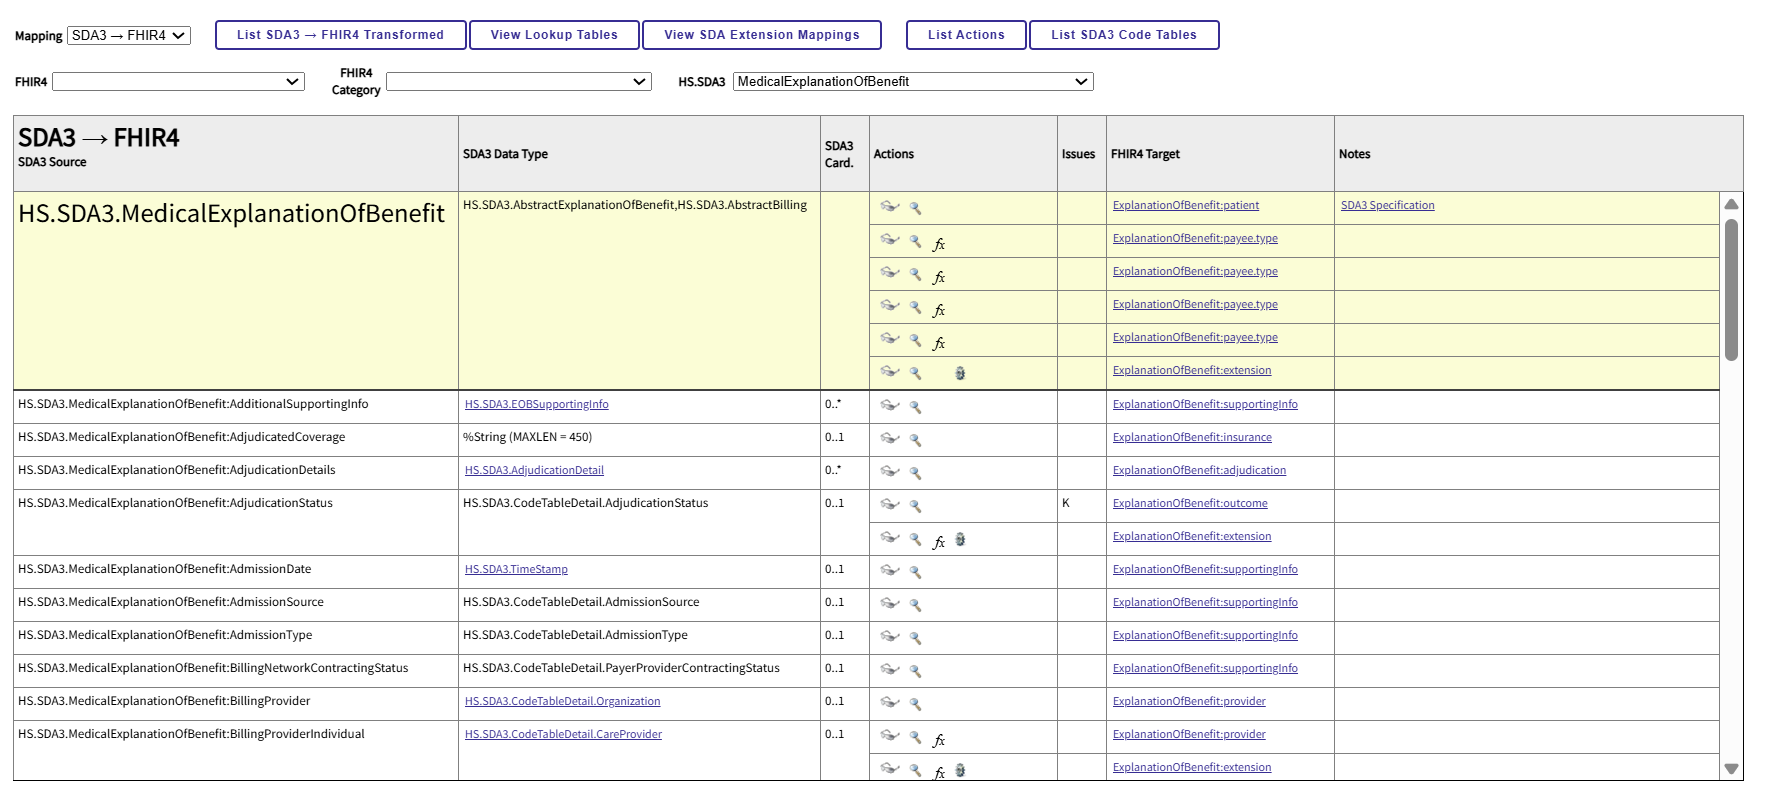 Mapping SDA3 → FHIR4 List SDA3 → FHIR4 Transformed View Lookup Tables View SDA Extension Mappings List Actions List SDA3 Code Tables
FHIR4 FHIR4 Category HS.SDA3 MedicalExplanationOfBenefit
SDA3 → FHIR4
SDA3 Source SDA3 Data Type SDA3 Card. Actions Issues FHIR4 Target Notes
HS.SDA3.MedicalExplanationOfBenefit HS.SDA3.AbstractExplanationOfBenefit,HS.SDA3.AbstractBilling ExplanationOfBenefit:patient SDA3 Specification
fx ExplanationOfBenefit:payee.type
fx ExplanationOfBenefit:payee.type
fx ExplanationOfBenefit:payee.type
fx ExplanationOfBenefit:payee.type
ExplanationOfBenefit:extension
HS.SDA3.MedicalExplanationOfBenefit:AdditionalSupportingInfo HS.SDA3.EOBSupportingInfo 0..* ExplanationOfBenefit:supportingInfo
HS.SDA3.MedicalExplanationOfBenefit:AdjudicatedCoverage %String (MAXLEN = 450) 0..1 ExplanationOfBenefit:insurance
HS.SDA3.MedicalExplanationOfBenefit:AdjudicationDetails HS.SDA3.AdjudicationDetail 0..* ExplanationOfBenefit:adjudication
HS.SDA3.MedicalExplanationOfBenefit:AdjudicationStatus HS.SDA3.CodeTableDetail.AdjudicationStatus 0..1 K ExplanationOfBenefit:outcome
fx ExplanationOfBenefit:extension
HS.SDA3.MedicalExplanationOfBenefit:AdmissionDate HS.SDA3.TimeStamp 0..1 ExplanationOfBenefit:supportingInfo
HS.SDA3.MedicalExplanationOfBenefit:AdmissionSource HS.SDA3.CodeTableDetail.AdmissionSource 0..1 ExplanationOfBenefit:supportingInfo
HS.SDA3.MedicalExplanationOfBenefit:AdmissionType HS.SDA3.CodeTableDetail.AdmissionType 0..1 ExplanationOfBenefit:supportingInfo
HS.SDA3.MedicalExplanationOfBenefit:BillingNetworkContractingStatus HS.SDA3.CodeTableDetail.PayerProviderContractingStatus 0..1 ExplanationOfBenefit:supportingInfo
HS.SDA3.MedicalExplanationOfBenefit:BillingProvider HS.SDA3.CodeTableDetail.Organization 0..1 ExplanationOfBenefit:provider
HS.SDA3.MedicalExplanationOfBenefit:BillingProviderIndividual HS.SDA3.CodeTableDetail.CareProvider 0..1 fx ExplanationOfBenefit:provider
fx ExplanationOfBenefit:extension